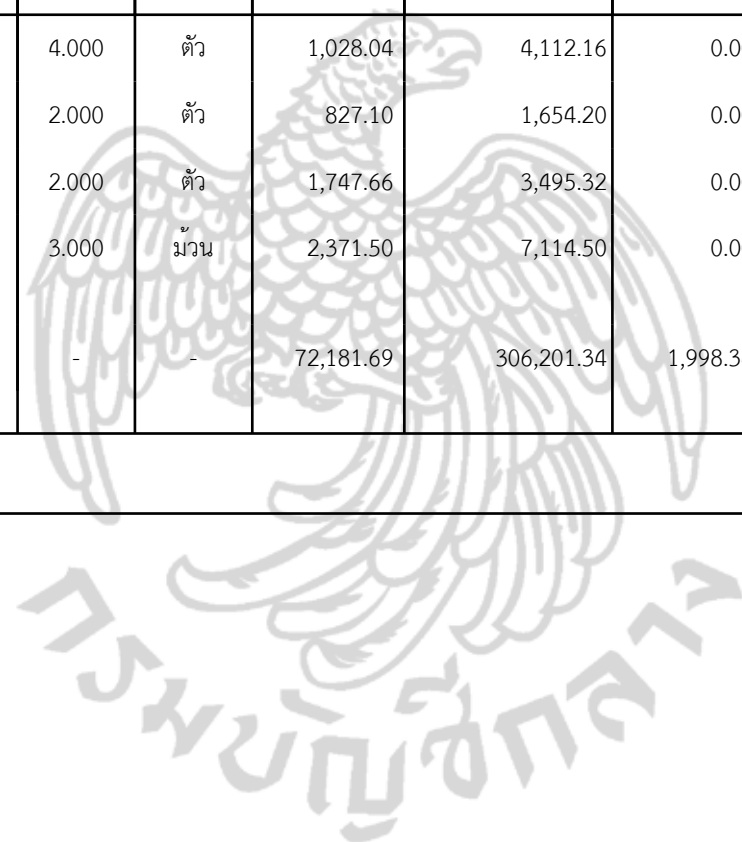 4.000 ตัว 1,028.04 4,112.16 0.0
2.000 ตัว 827.10 1,654.20 0.0
2.000 ตัว 1,747.66 3,495.32 0.0
3.000 ม้วน 2,371.50 7,114.50 0.0
- - 72,181.69 306,201.34 1,998.3
กรมบัญชีกลาง